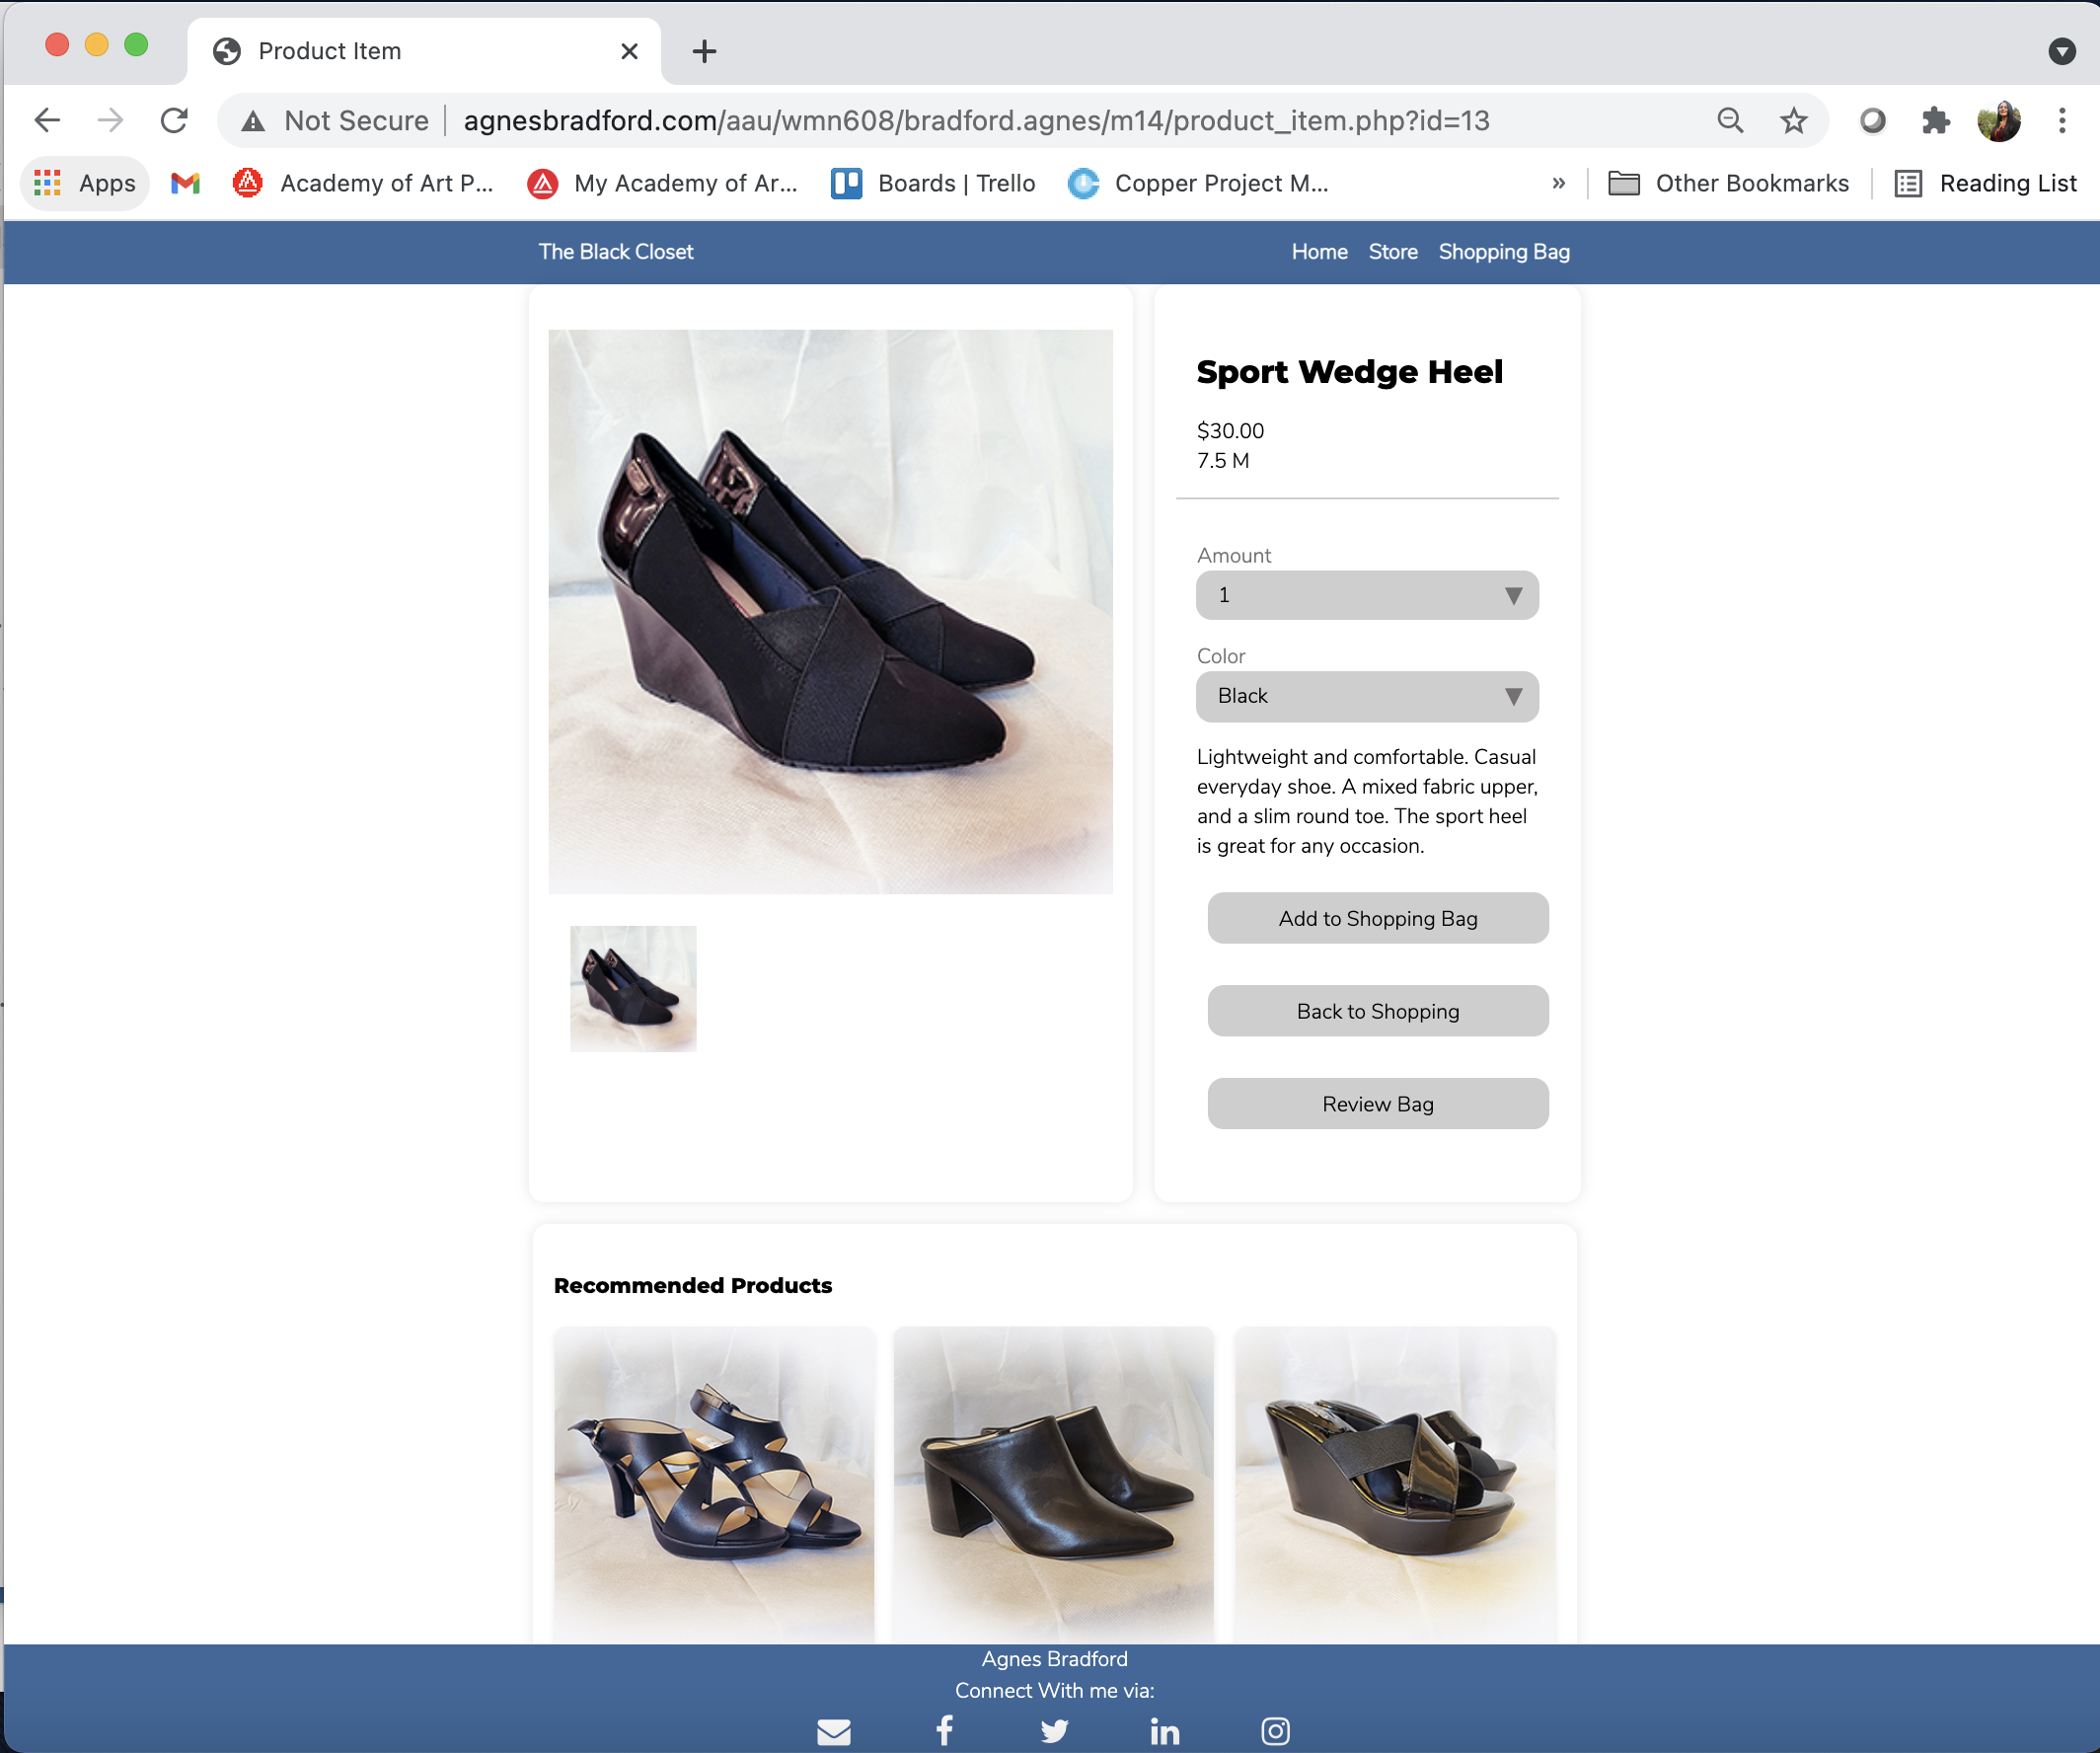 Product Item
Not Secure
agnesbradford.com/aau/wmn608/bradford.agnes/m14/product_item.php?id=13
Apps
Academy of Art P...
My Academy of Ar...
Boards | Trello
Copper Project M...
»
Other Bookmarks
Reading List
The Black Closet
Home
Store
Shopping Bag
Sport Wedge Heel
$30.00
7.5 M
Amount
1
Color
Black
Lightweight and comfortable. Casual
everyday shoe. A mixed fabric upper,
and a slim round toe. The sport heel
is great for any occasion.
Add to Shopping Bag
Back to Shopping
Review Bag
Recommended Products
Agnes Bradford
Connect With me via: